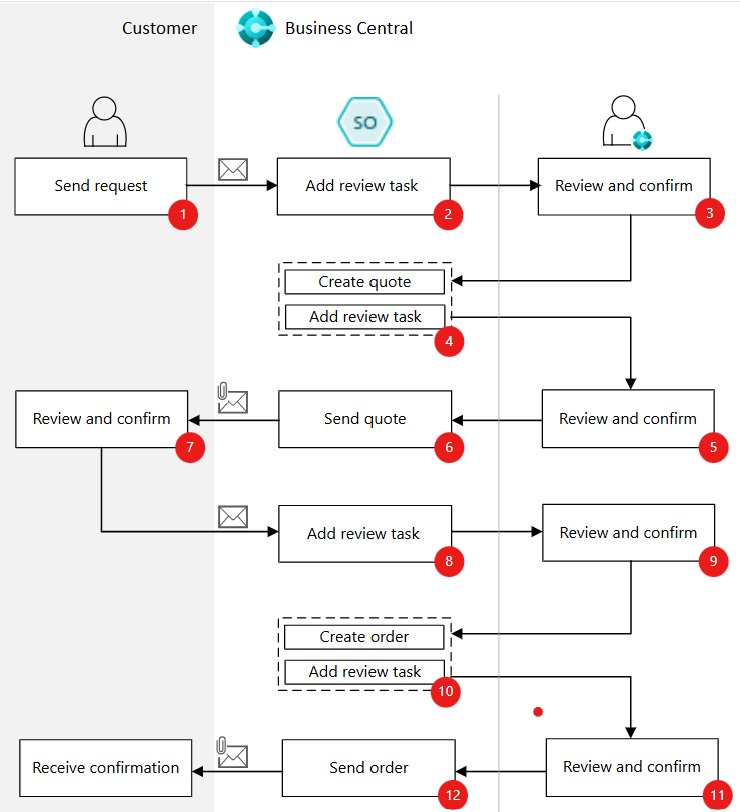 Customer
Business Central
SO
Send request
1
Add review task
2
Review and confirm
3
Create quote
Add review task
4
Review and confirm
5
Send quote
6
Review and confirm
7
Add review task
8
Review and confirm
9
Create order
Add review task
10
Review and confirm
11
Send order
12
Receive confirmation